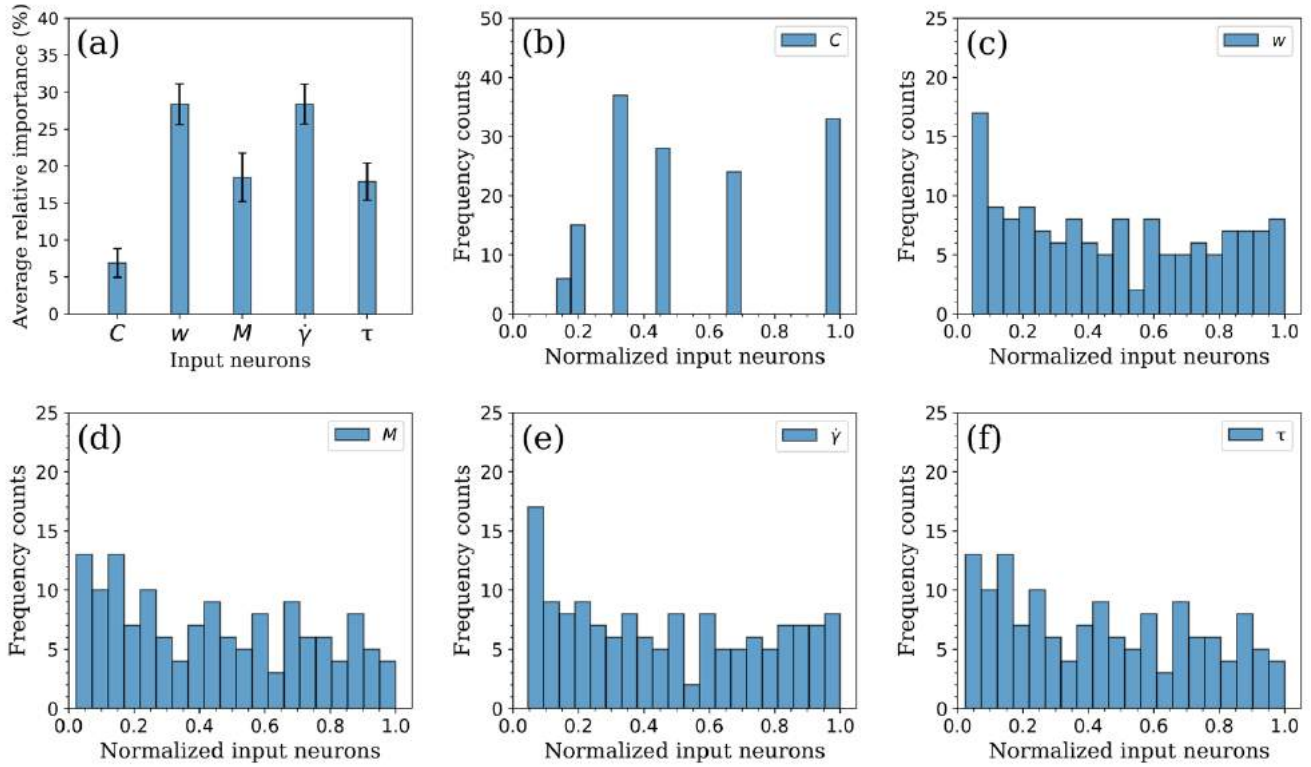 (a)
Average relative importance (%)
40
35
30
25
20
15
10
5
0
C w M γ̇ τ
Input neurons
(b)
C
Frequency counts
50
40
30
20
10
0
0.0 0.2 0.4 0.6 0.8 1.0
Normalized input neurons
(c)
w
Frequency counts
25
20
15
10
5
0
0.0 0.2 0.4 0.6 0.8 1.0
Normalized input neurons
(d)
M
Frequency counts
25
20
15
10
5
0
0.0 0.2 0.4 0.6 0.8 1.0
Normalized input neurons
(e)
γ̇
Frequency counts
25
20
15
10
5
0
0.0 0.2 0.4 0.6 0.8 1.0
Normalized input neurons
(f)
τ
Frequency counts
25
20
15
10
5
0
0.0 0.2 0.4 0.6 0.8 1.0
Normalized input neurons